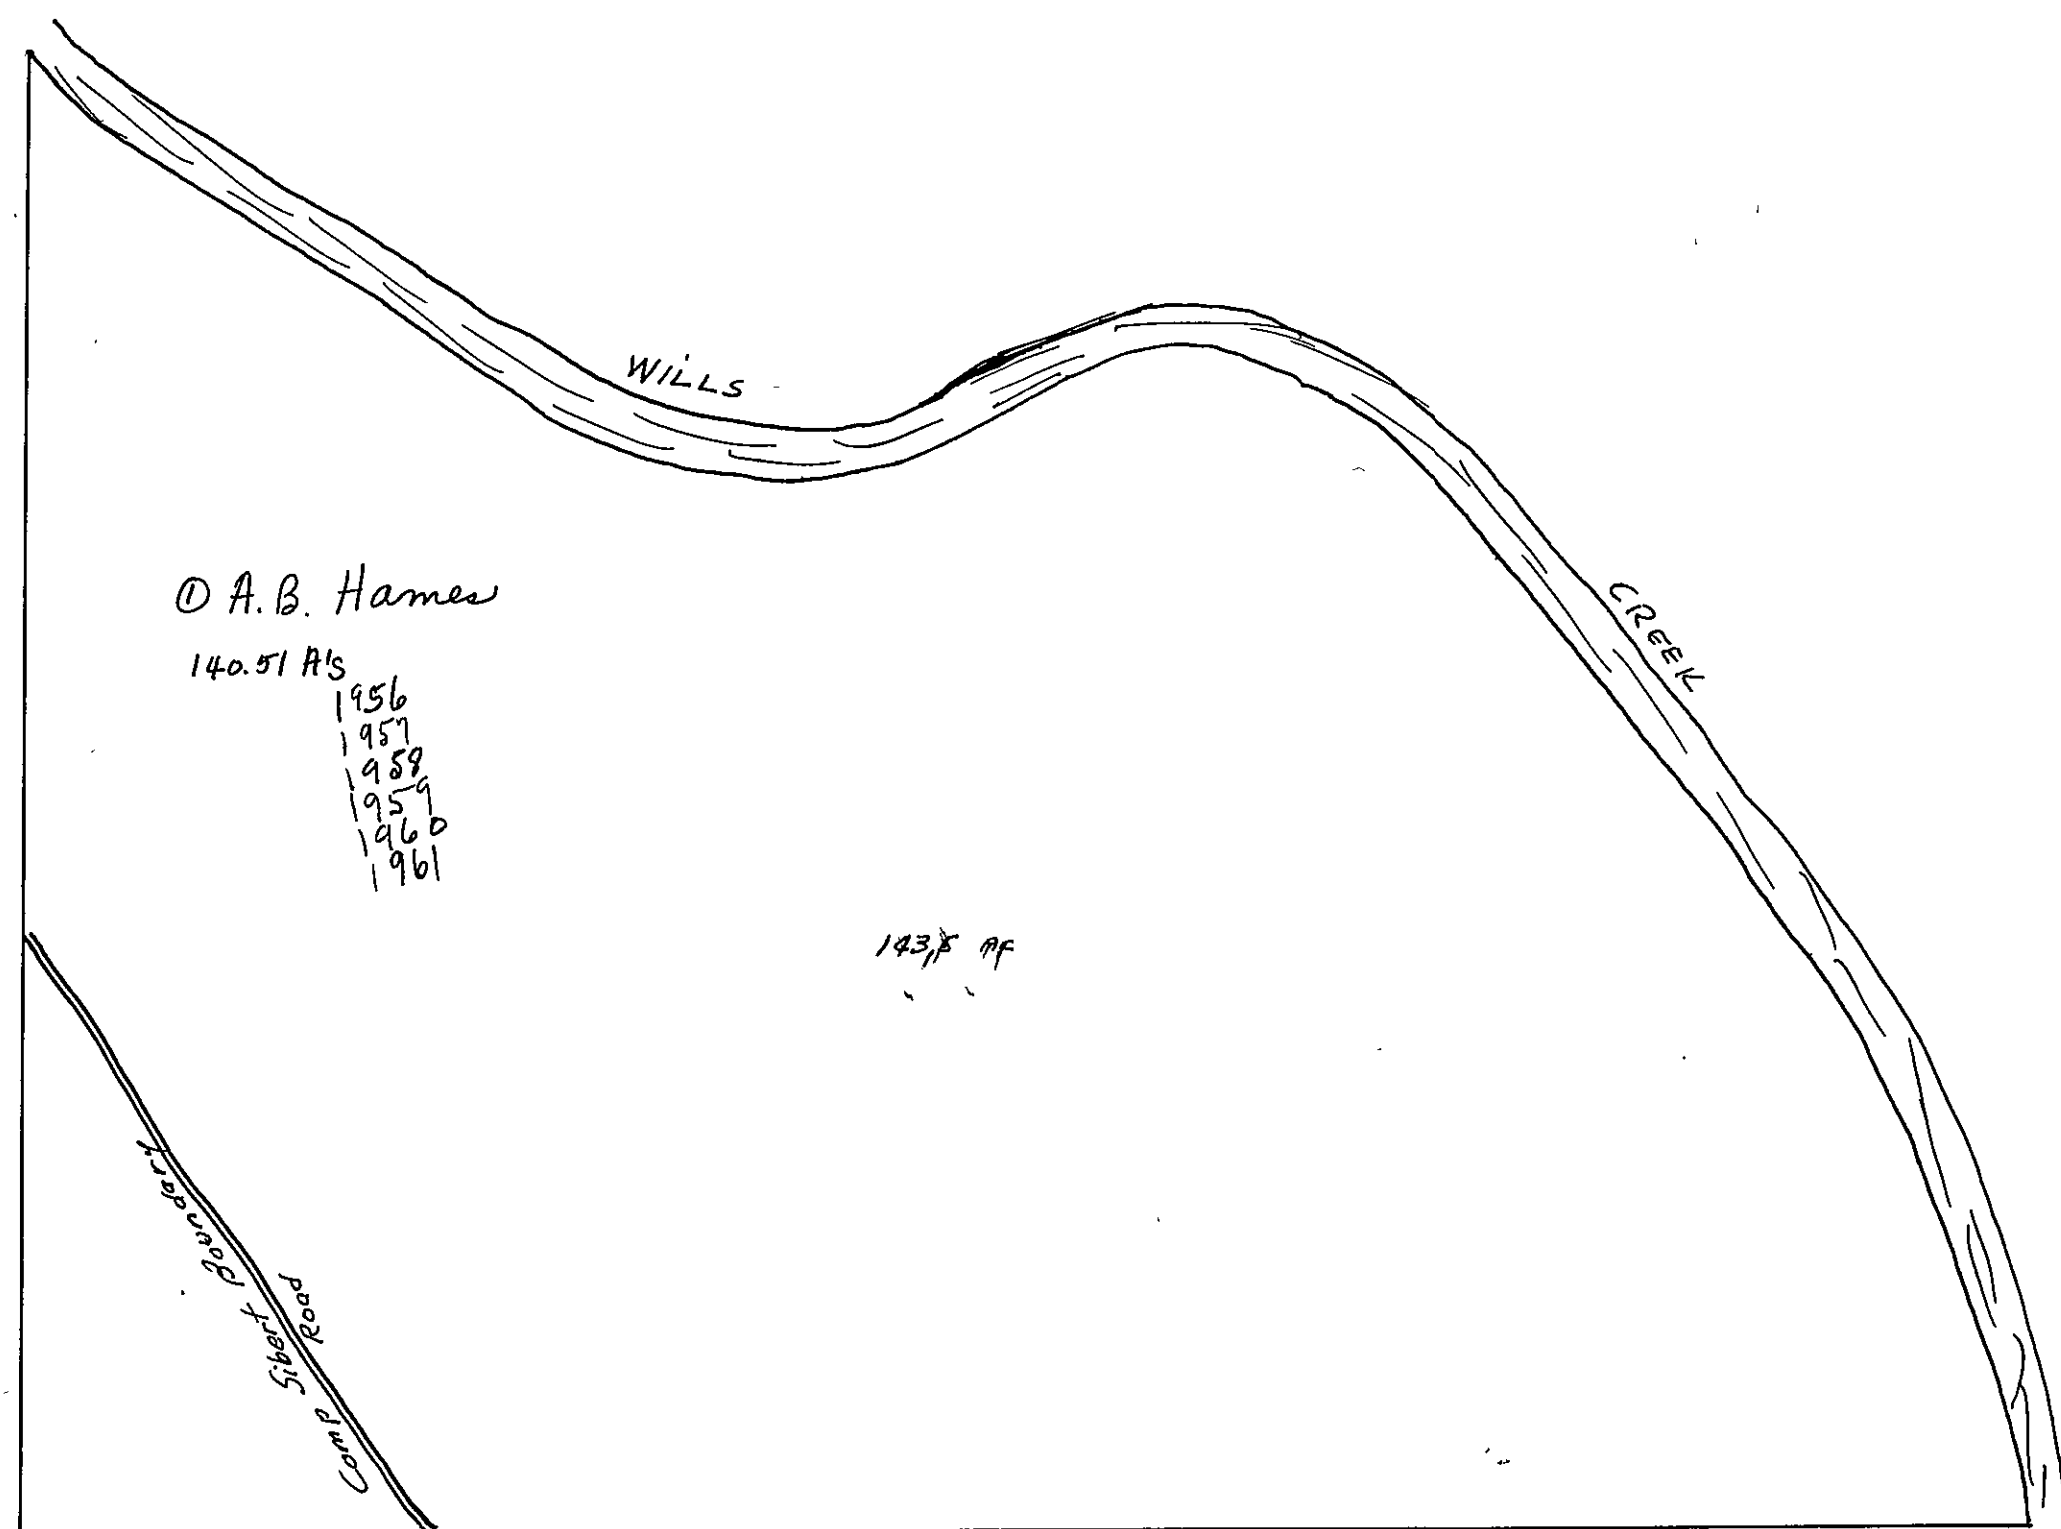 WILLS
CREEK
① A.B. Hames
140.51 A's
1956
1957
1958
1959
1960
1961
Road
Camp Sibert Boundary